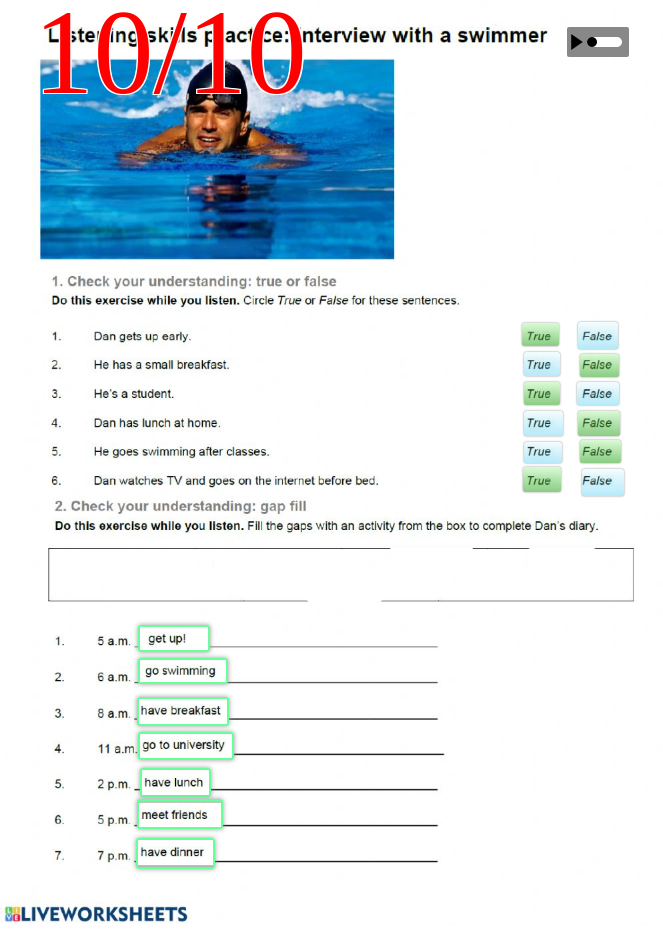 Listening skills practice: Interview with a swimmer
10/10
1. Check your understanding: true or false
Do this exercise while you listen. Circle True or False for these sentences.
1. Dan gets up early. True False
2. He has a small breakfast. True False
3. He's a student. True False
4. Dan has lunch at home. True False
5. He goes swimming after classes. True False
6. Dan watches TV and goes on the internet before bed. True False
2. Check your understanding: gap fill
Do this exercise while you listen. Fill the gaps with an activity from the box to complete Dan's diary.
1. 5 a.m. get up!
2. 6 a.m. go swimming
3. 8 a.m. have breakfast
4. 11 a.m. go to university
5. 2 p.m. have lunch
6. 5 p.m. meet friends
7. 7 p.m. have dinner
LIVEWORKSHEETS